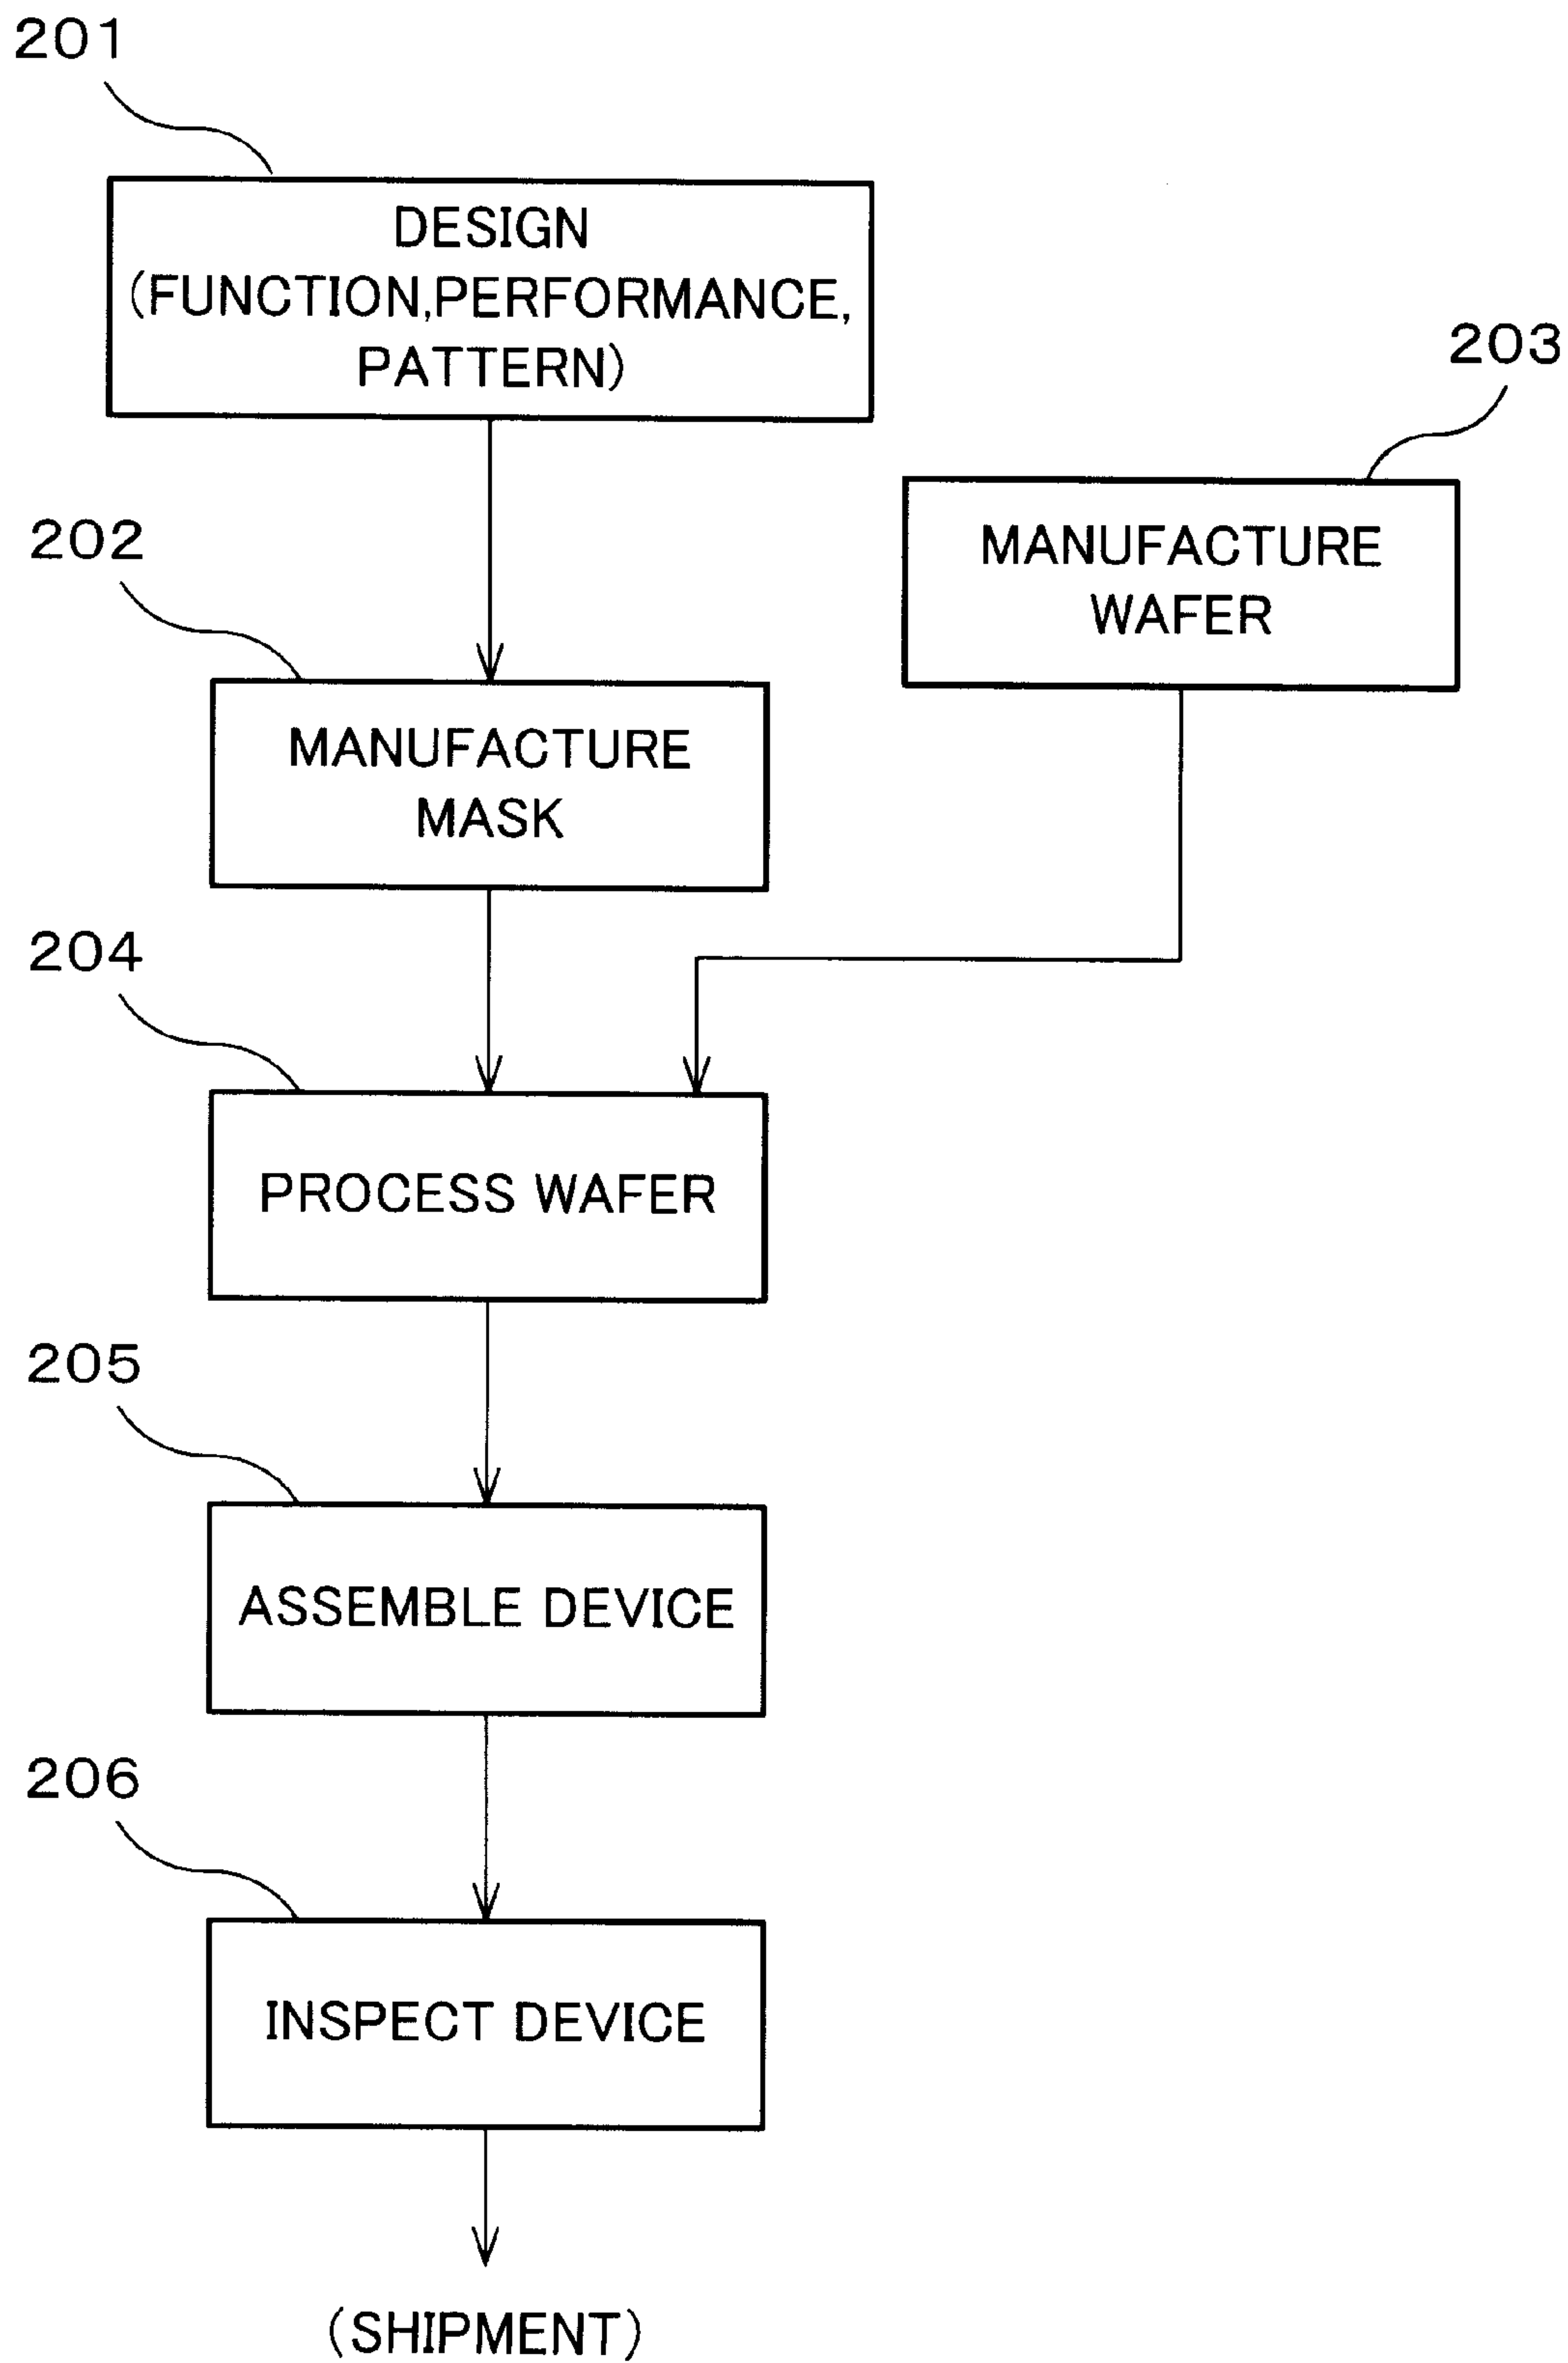 201
DESIGN
(FUNCTION,PERFORMANCE,
PATTERN)
203
MANUFACTURE
WAFER
202
MANUFACTURE
MASK
204
PROCESS WAFER
205
ASSEMBLE DEVICE
206
INSPECT DEVICE
(SHIPMENT)